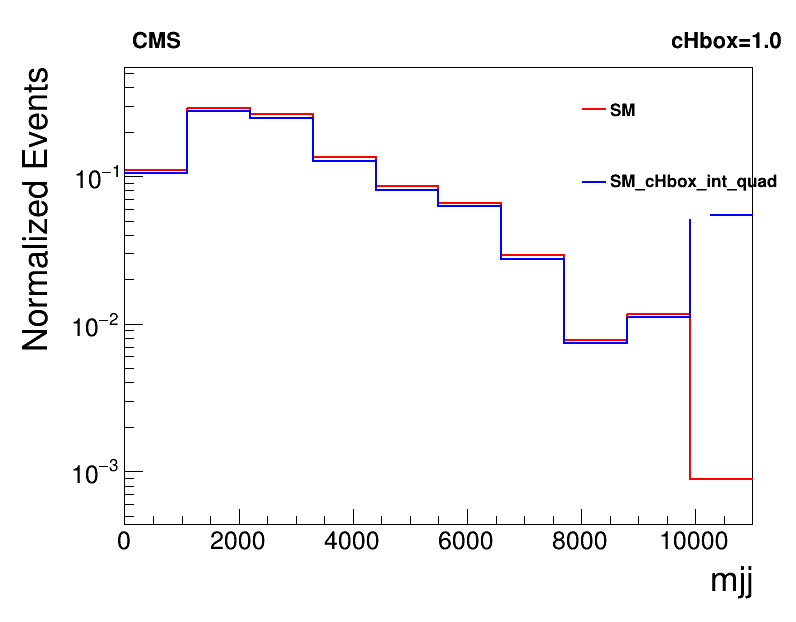 CMS
cHbox=1.0
Normalized Events
SM
SM_cHbox_int_quad
10⁻¹
10⁻²
10⁻³
0 2000 4000 6000 8000 10000
mjj